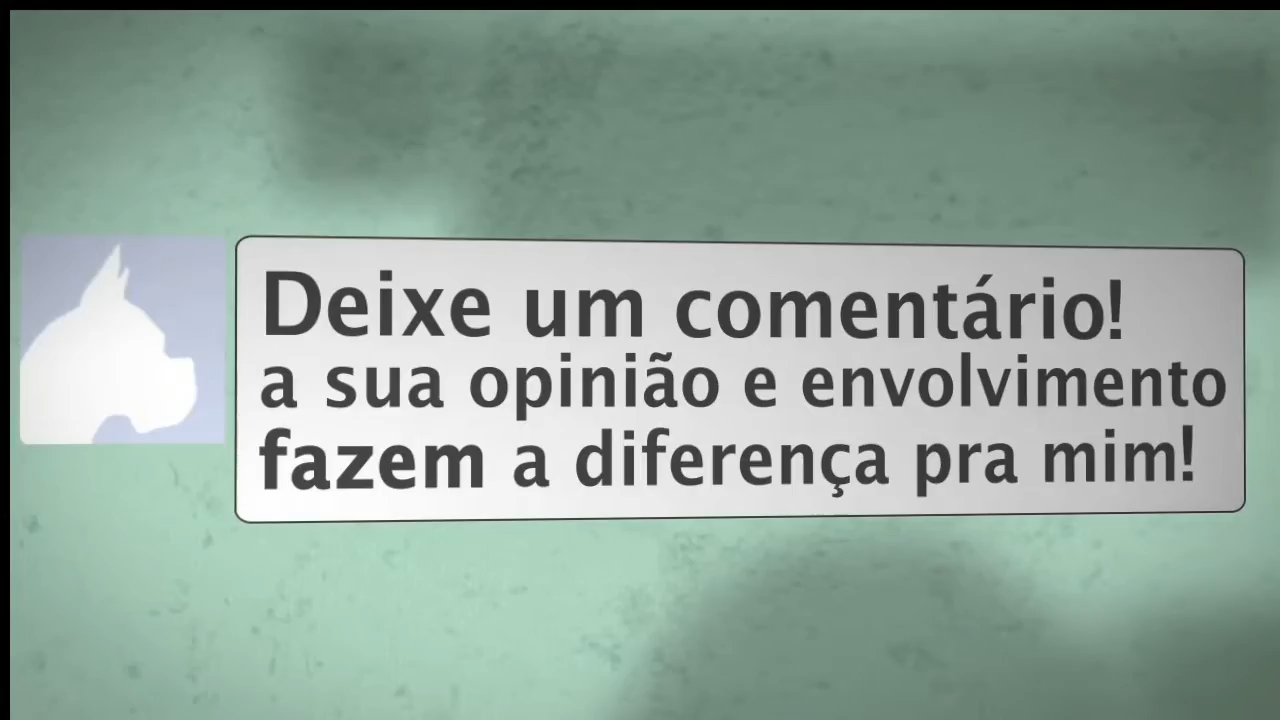 Deixe um comentário!
a sua opinião e envolvimento
fazem a diferença pra mim!